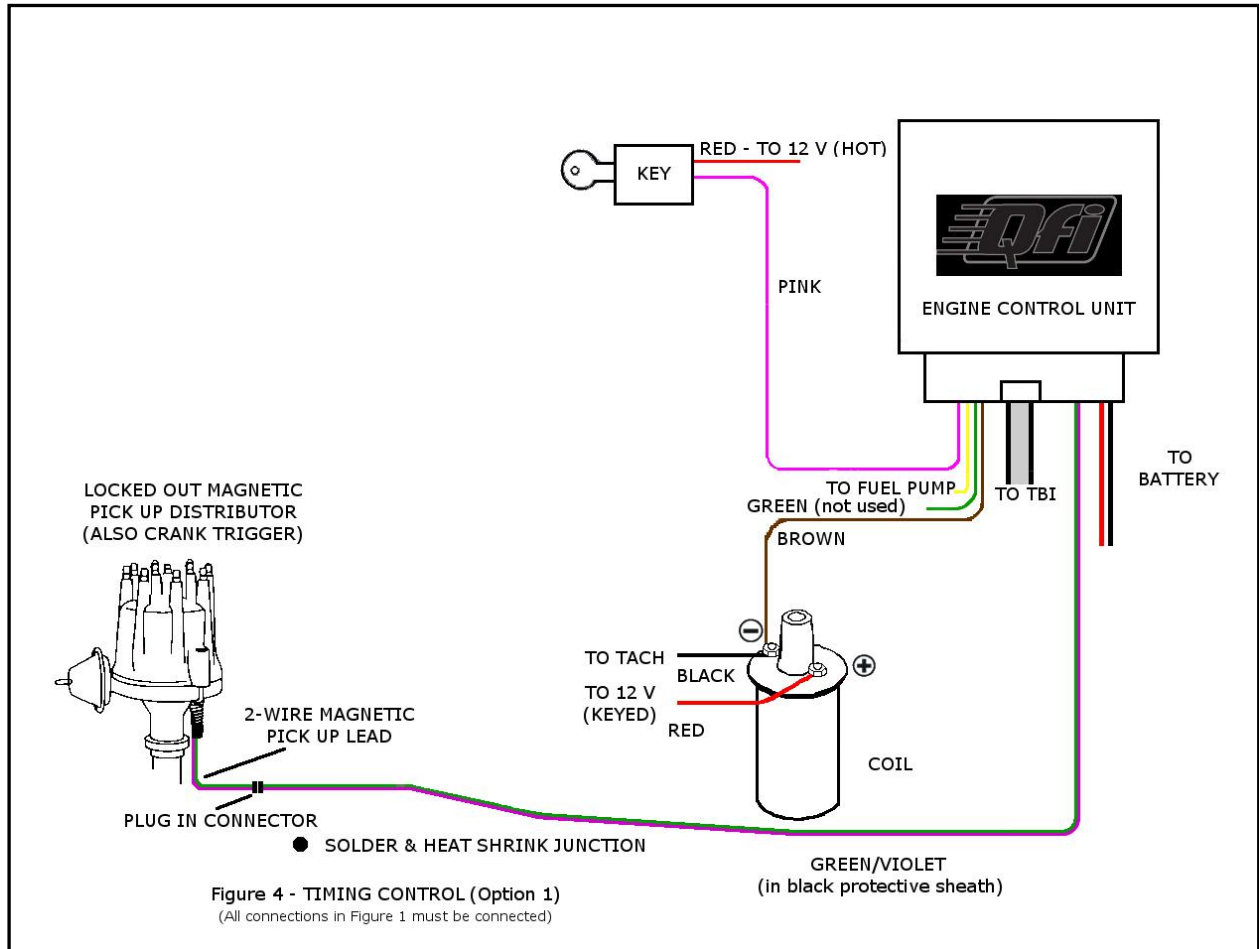 RED - TO 12 V (HOT)
KEY
Qfi
PINK
ENGINE CONTROL UNIT
TO
BATTERY
LOCKED OUT MAGNETIC
PICK UP DISTRIBUTOR
(ALSO CRANK TRIGGER)
TO FUEL PUMP
TO TBI
GREEN (not used)
BROWN
−
+
TO TACH
BLACK
TO 12 V
(KEYED)
RED
2-WIRE MAGNETIC
PICK UP LEAD
COIL
PLUG IN CONNECTOR
SOLDER & HEAT SHRINK JUNCTION
GREEN/VIOLET
(in black protective sheath)
Figure 4 - TIMING CONTROL (Option 1)
(All connections in Figure 1 must be connected)